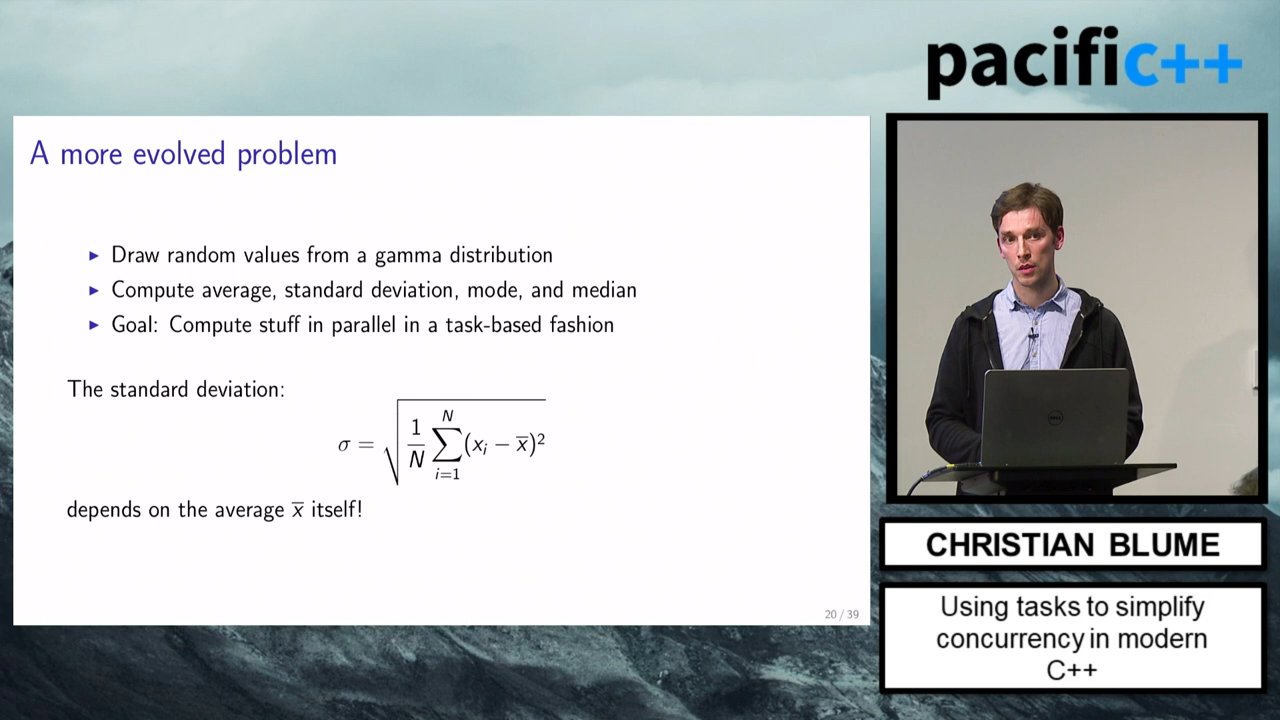 pacific++
A more evolved problem
▸ Draw random values from a gamma distribution
▸ Compute average, standard deviation, mode, and median
▸ Goal: Compute stuff in parallel in a task-based fashion
The standard deviation:
σ = √(1/N ∑_{i=1}^{N} (x_i − x̄)²)
depends on the average x̄ itself!
20 / 39
DELL
CHRISTIAN BLUME
Using tasks to simplify
concurrency in modern
C++